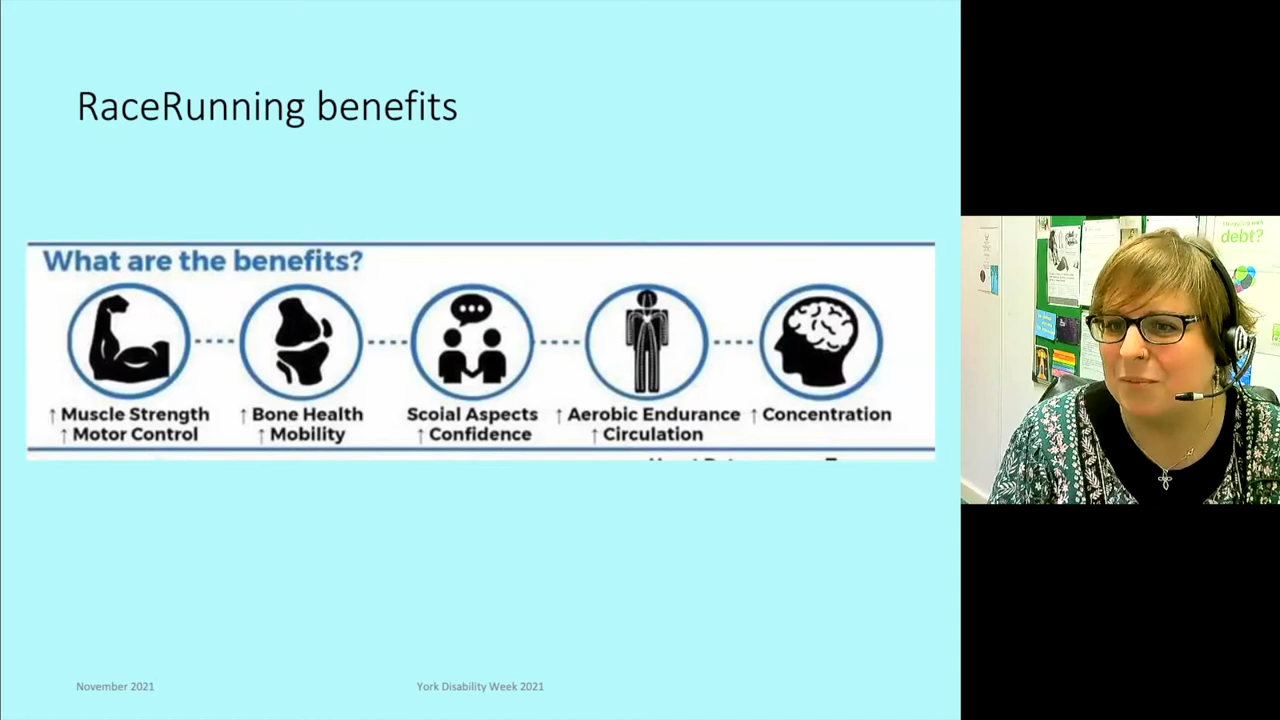 RaceRunning benefits
What are the benefits?
↑ Muscle Strength
↑ Motor Control
↑ Bone Health
↑ Mobility
Scoial Aspects
↑ Confidence
↑ Aerobic Endurance
↑ Circulation
↑ Concentration
debt?
November 2021
York Disability Week 2021